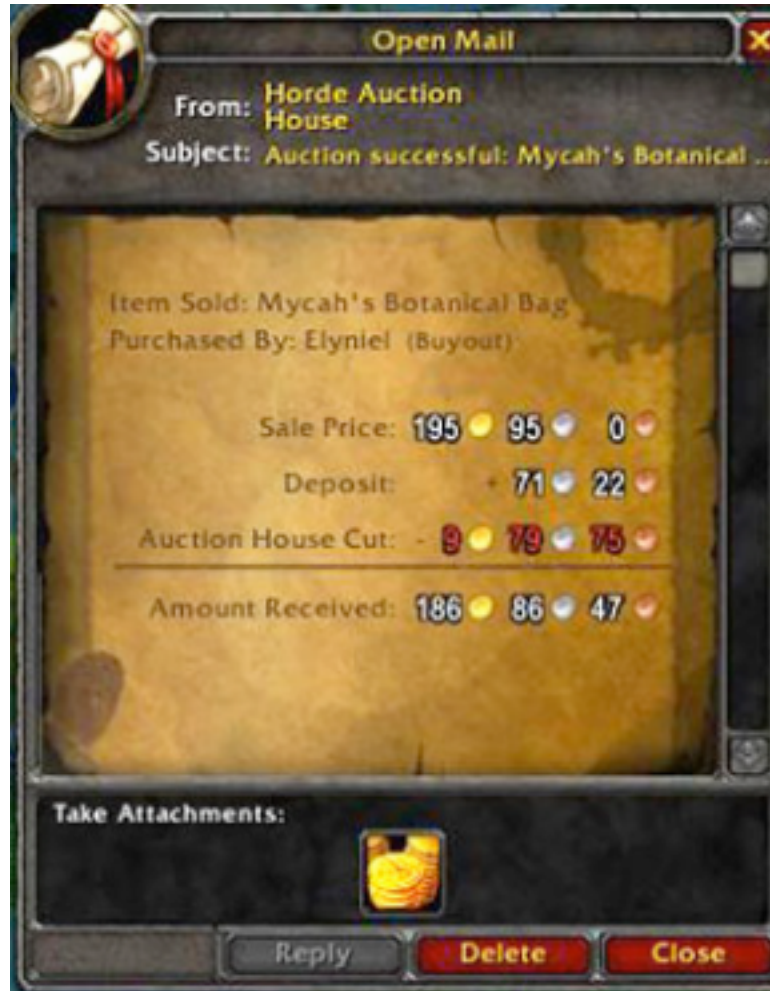 Open Mail
From: Horde Auction
House
Subject: Auction successful: Mycah's Botanical ...
Item Sold: Mycah's Botanical Bag
Purchased By: Elyniel (Buyout)
Sale Price: 195 95 0
Deposit: + 71 22
Auction House Cut: - 9 79 75
Amount Received: 186 86 47
Take Attachments:
Reply Delete Close